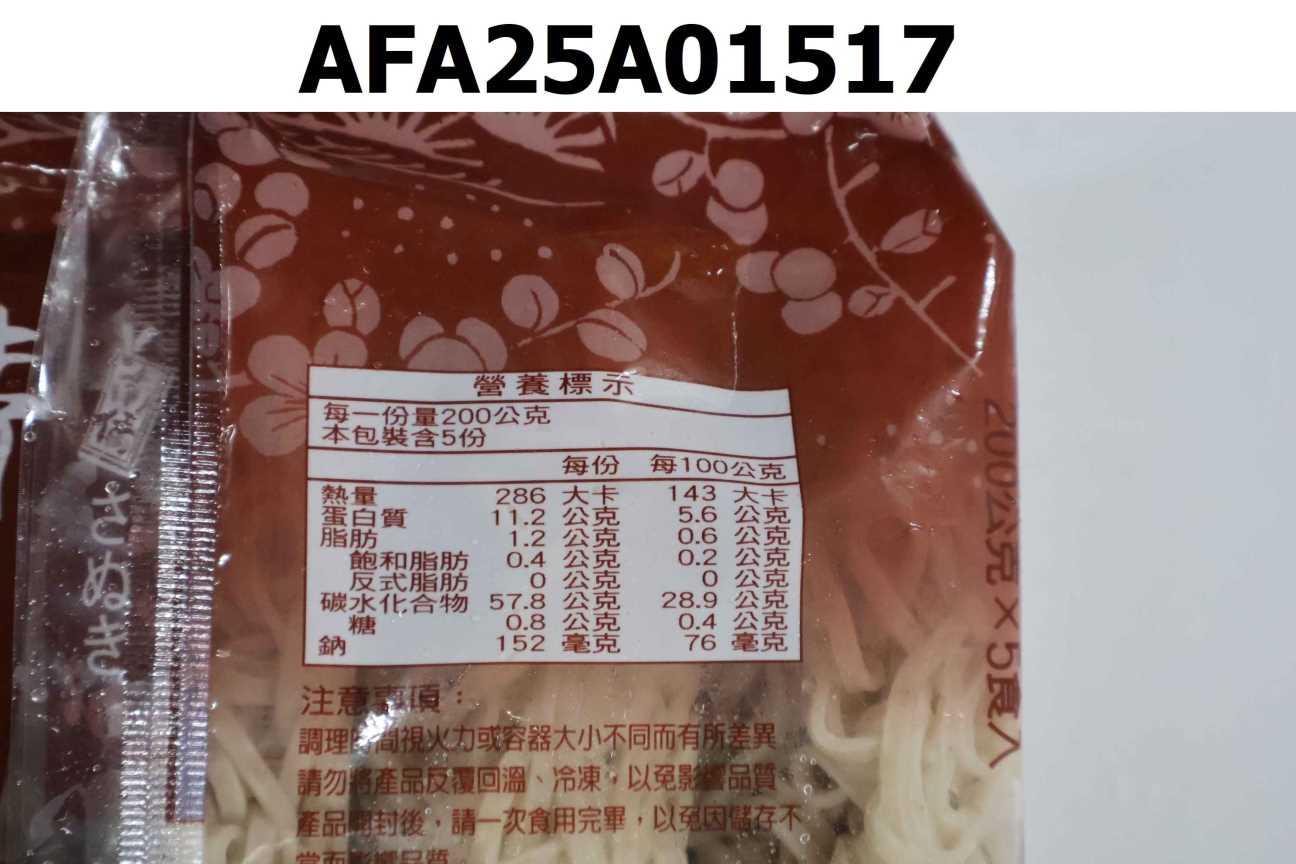 AFA25A01517
營養標示
每一份量200公克
本包裝含5份
每份 每100公克
熱量 286 大卡 143 大卡
蛋白質 11.2 公克 5.6 公克
脂肪 1.2 公克 0.6 公克
飽和脂肪 0.4 公克 0.2 公克
反式脂肪 0 公克 0 公克
碳水化合物 57.8 公克 28.9 公克
糖 0.8 公克 0.4 公克
鈉 152 毫克 76 毫克
注意事項：
調理時間視火力或容器大小不同而有所差異
請勿將產品反覆回溫、冷凍，以免影響品質
產品開封後，請一次食用完畢，以免因儲存不
當而影響品質。
200公克×5食入
さぬき